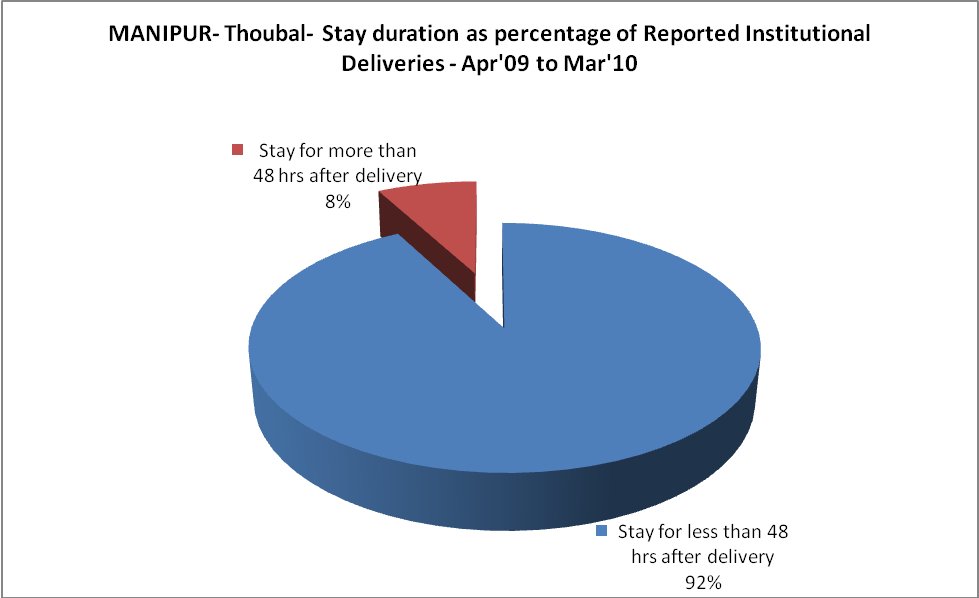 MANIPUR- Thoubal- Stay duration as percentage of Reported Institutional
Deliveries - Apr'09 to Mar'10
Stay for more than
48 hrs after delivery
8%
Stay for less than 48
hrs after delivery
92%